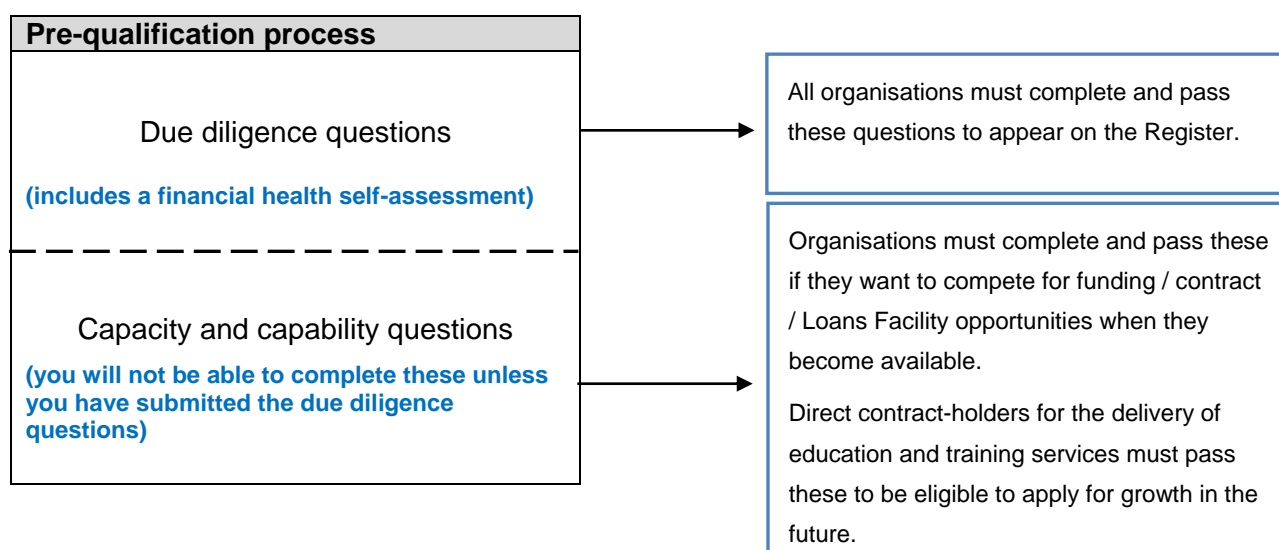 Pre-qualification process
Due diligence questions
(includes a financial health self-assessment)
All organisations must complete and pass
these questions to appear on the Register.
Capacity and capability questions
(you will not be able to complete these unless
you have submitted the due diligence
questions)
Organisations must complete and pass these
if they want to compete for funding / contract
/ Loans Facility opportunities when they
become available.
Direct contract-holders for the delivery of
education and training services must pass
these to be eligible to apply for growth in the
future.